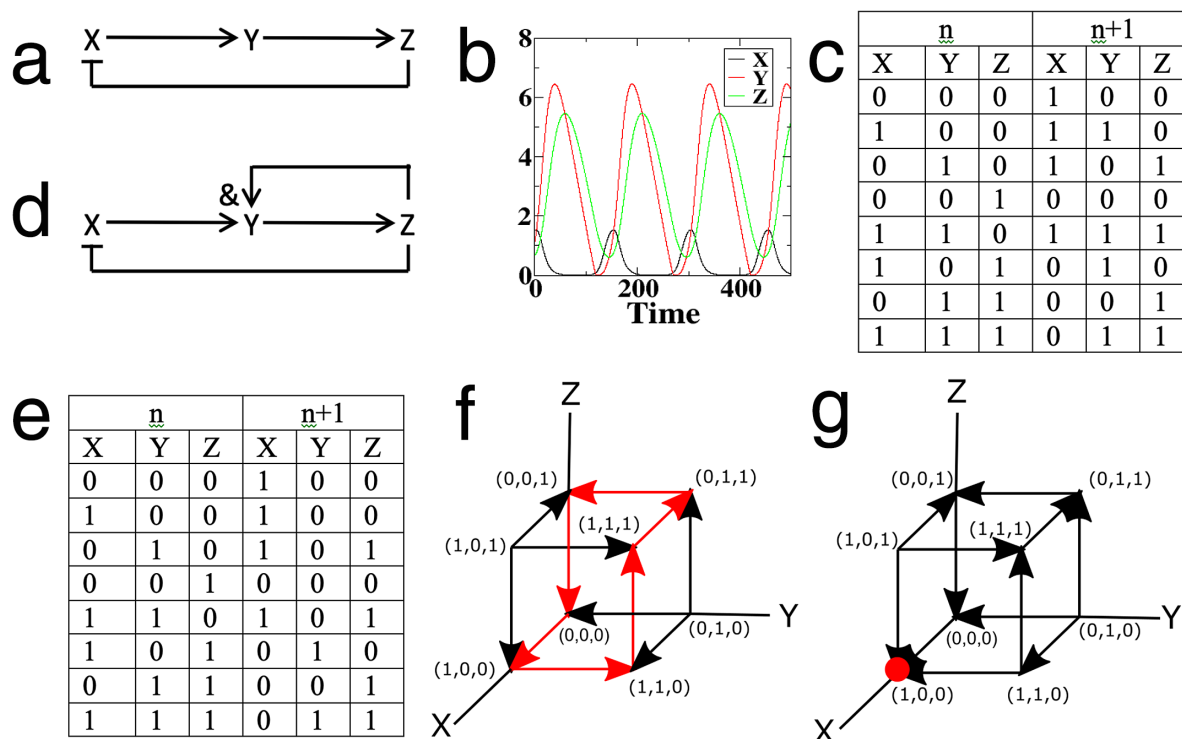 a
X Y Z
b
8
6
4
2
0
0 200 400
Time
X
Y
Z
c
n n+1
X Y Z X Y Z
0 0 0 1 0 0
1 0 0 1 1 0
0 1 0 1 0 1
0 0 1 0 0 0
1 1 0 1 1 1
1 0 1 0 1 0
0 1 1 0 0 1
1 1 1 0 1 1
d
&
X Y Z
e
n n+1
X Y Z X Y Z
0 0 0 1 0 0
1 0 0 1 0 0
0 1 0 1 0 1
0 0 1 0 0 0
1 1 0 1 0 1
1 0 1 0 1 0
0 1 1 0 0 1
1 1 1 0 1 1
f
Z
(0,0,1) (0,1,1)
(1,1,1)
(1,0,1)
Y
(0,0,0) (0,1,0)
(1,0,0)
(1,1,0)
X
g
Z
(0,0,1) (0,1,1)
(1,1,1)
(1,0,1)
Y
(0,0,0) (0,1,0)
(1,0,0) (1,1,0)
X